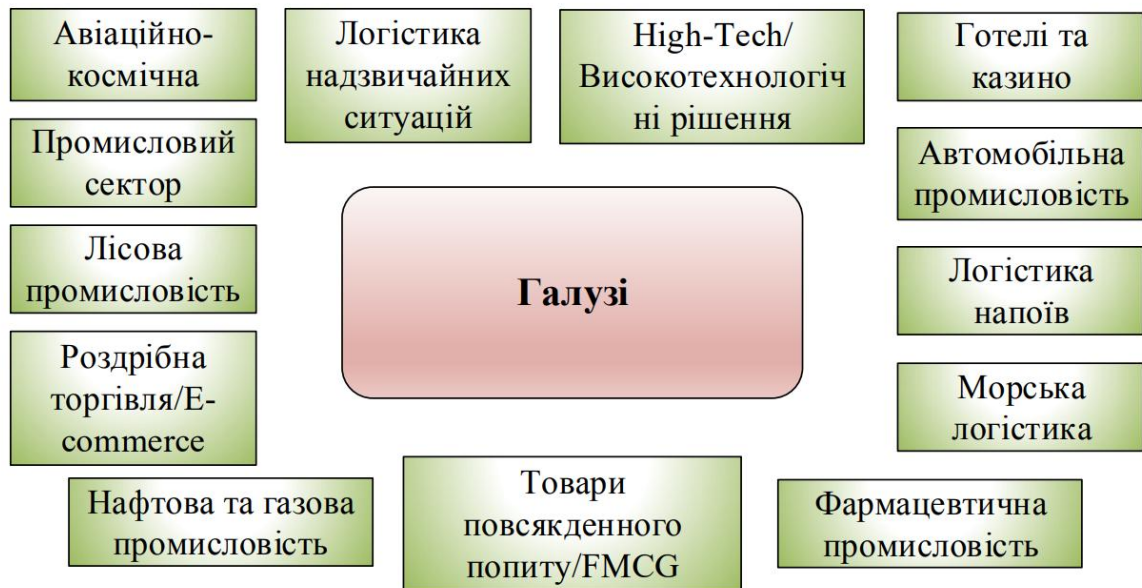 Авіаційно-
космічна
Логістика
надзвичайних
ситуацій
High-Tech/
Високотехнологіч
ні рішення
Готелі та
казино
Промисловий
сектор
Автомобільна
промисловість
Лісова
промисловість
Галузі
Логістика
напоїв
Роздрібна
торгівля/E-
commerce
Морська
логістика
Нафтова та газова
промисловість
Товари
повсякденного
попиту/FMCG
Фармацевтична
промисловість